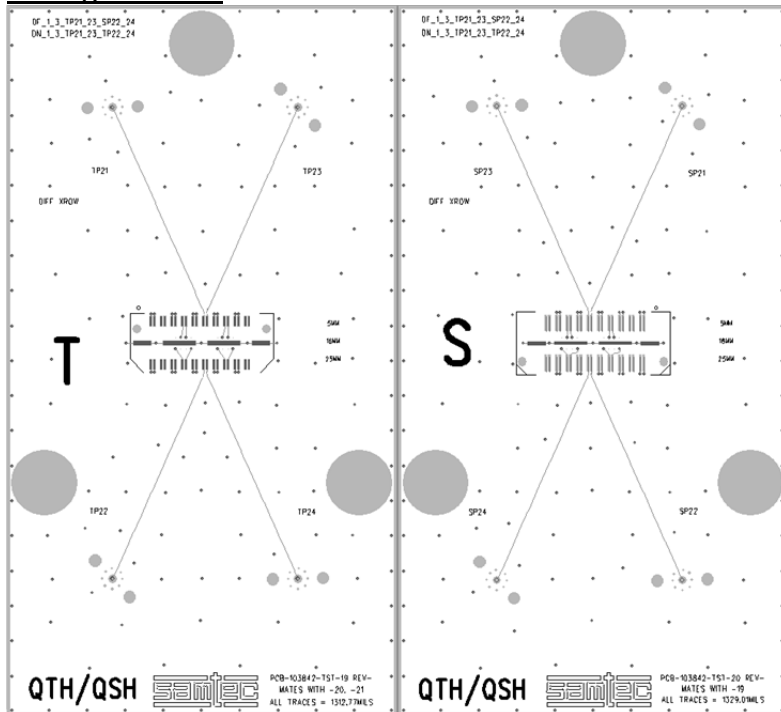 DF_1_3_TP21_23_SP22_24
DN_1_3_TP21_23_TP22_24
TP21
TP23
DIFF XROW
5MM
16MM
25MM
T
TP22
TP24
QTH/QSH
samtec
PCB-103842-TST-19 REV-
MATES WITH -20, -21
ALL TRACES = 1312.77MILS
DF_1_3_TP21_23_SP22_24
DN_1_3_TP21_23_TP22_24
SP23
SP21
DIFF XROW
5MM
16MM
25MM
S
SP24
SP22
QTH/QSH
samtec
PCB-103842-TST-20 REV-
MATES WITH -19
ALL TRACES = 1329.01MILS